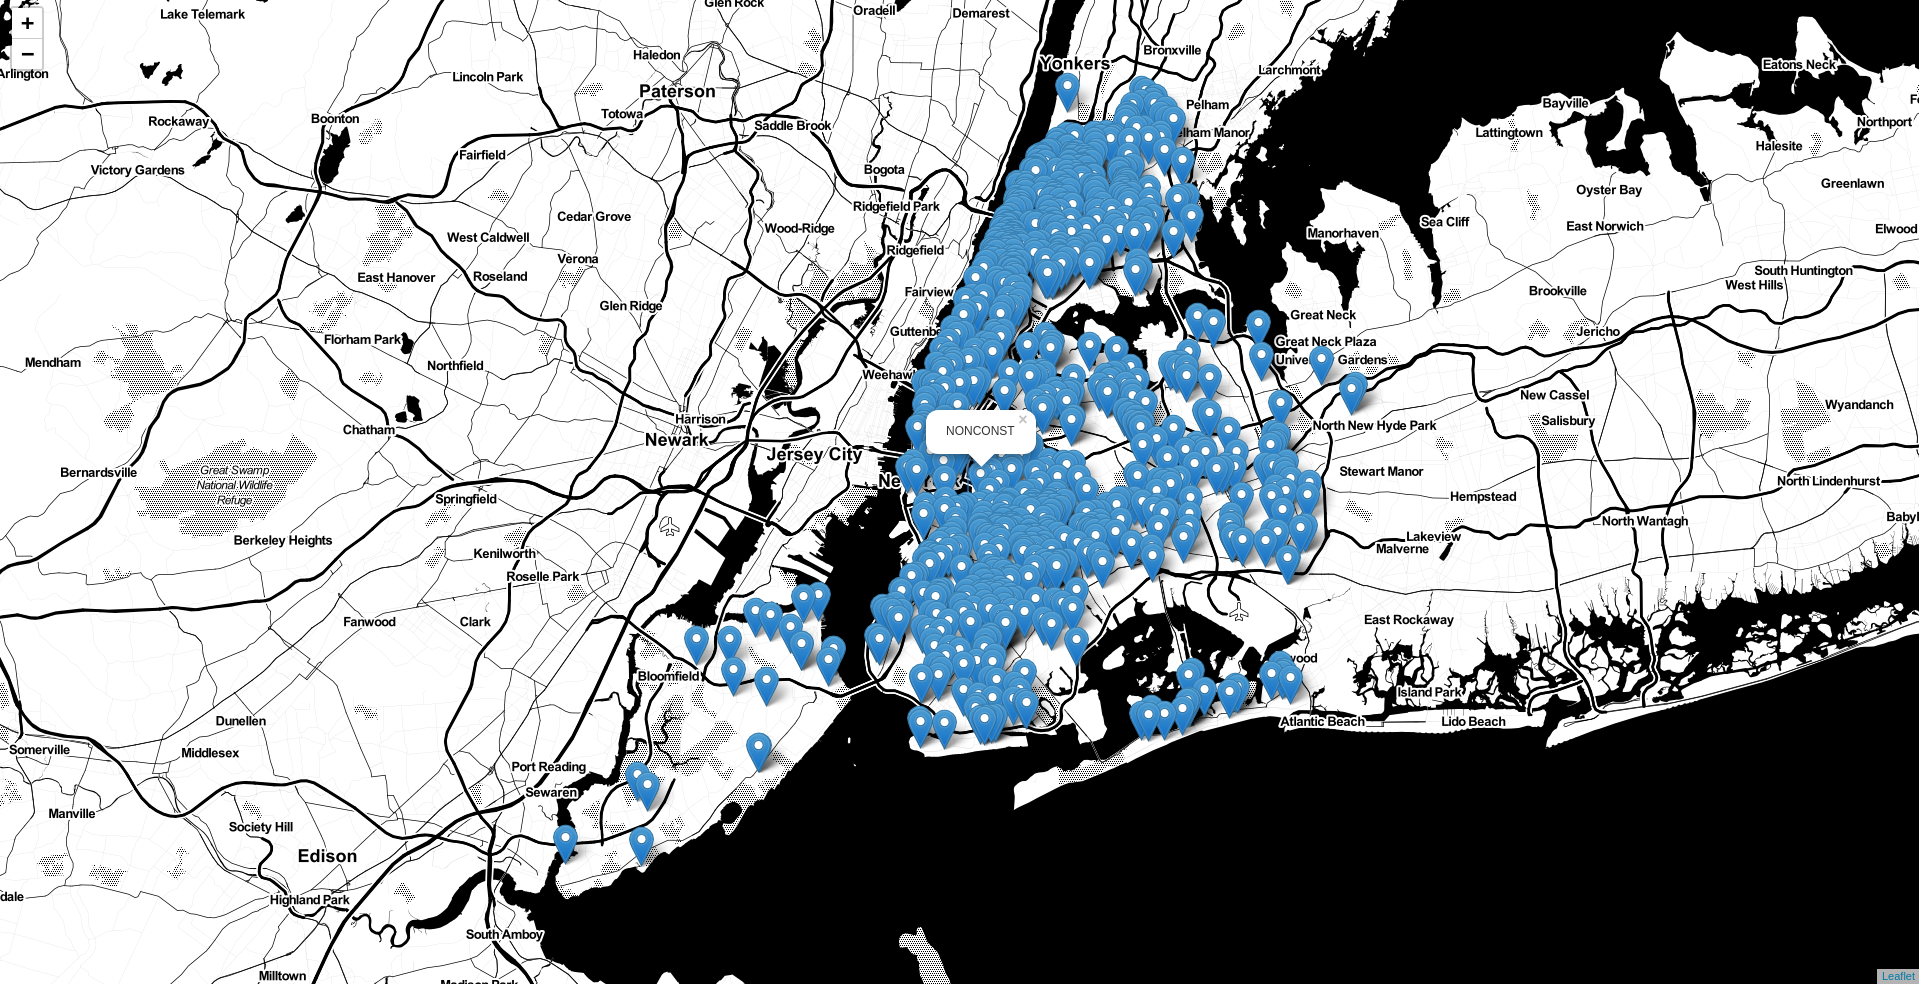 +
−
Lake Telemark
Glen Rock
Oradell
Demarest
Bronxville
Haledon
Yonkers
Eatons Neck
Arlington
Lincoln Park
Larchmont
Paterson
Pelham
Bayville
Totowa
Rockaway
Boonton
Saddle Brook
Lattingtown
Northport
Pelham Manor
Halesite
Fairfield
Victory Gardens
Bogota
Greenlawn
Oyster Bay
Ridgefield Park
Cedar Grove
Sea Cliff
Wood-Ridge
East Norwich
Elwood
Manorhaven
West Caldwell
Ridgefield
Verona
South Huntington
East Hanover
Roseland
West Hills
Fairview
Brookville
Glen Ridge
Great Neck
Guttenbe
Jericho
Florham Park
Great Neck Plaza
Mendham
Northfield
Unive
Gardens
Weehaw
New Cassel
Wyandanch
Harrison
Salisbury
North New Hyde Park
Chatham
NONCONST
×
Newark
Jersey City
Bernardsville
Great Swamp
National Wildlife
Refuge
Stewart Manor
Ne
k
North Lindenhurst
Springfield
Hempstead
Babyl
North Wantagh
Berkeley Heights
Lakeview
Malverne
Kenilworth
Roselle Park
Fanwood
Clark
East Rockaway
wood
Bloomfield
Island Park
Dunellen
Atlantic Beach
Lido Beach
Somerville
Middlesex
Port Reading
Sewaren
Manville
Society Hill
Edison
dale
Highland Park
South Amboy
Milltown
Madison Park
Leaflet